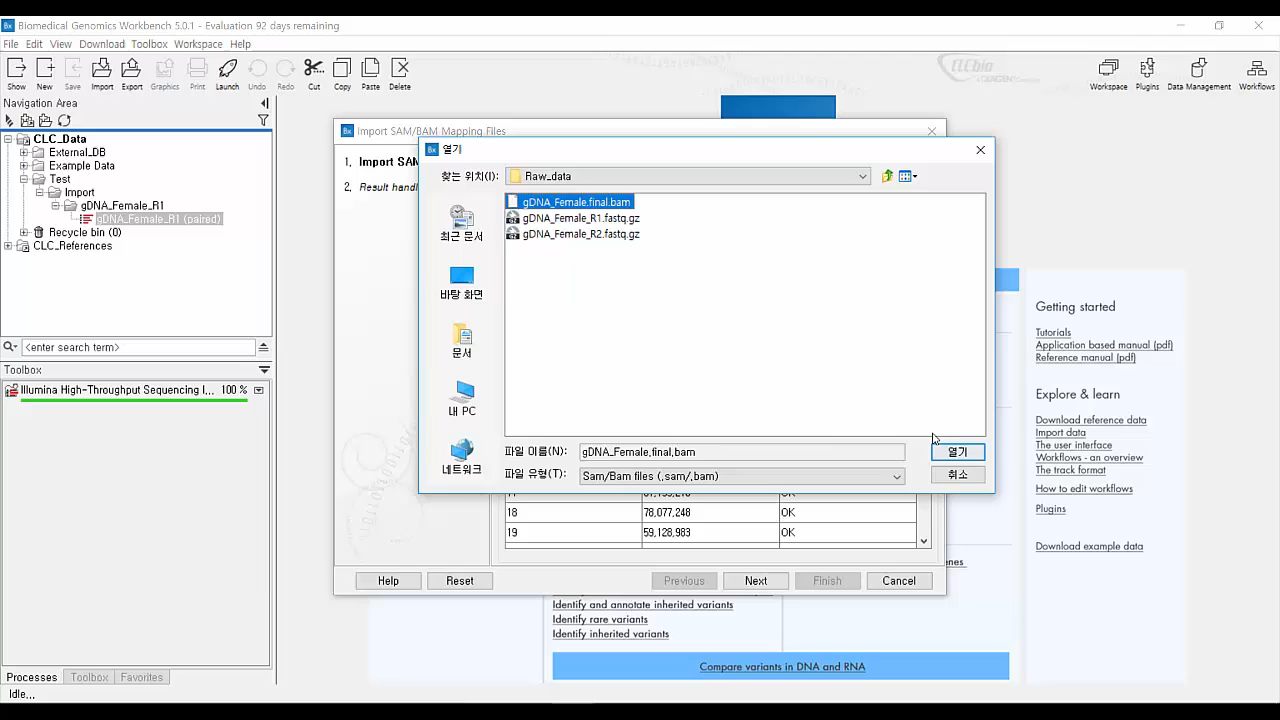 Biomedical Genomics Workbench 5.0.1 - Evaluation 92 days remaining
File Edit View Download Toolbox Workspace Help
Show New Save Import Export Graphics Print Launch Undo Redo Cut Copy Paste Delete Workspace Plugins Data Management Workflows
Navigation Area
CLC_Data
External_DB
Example Data
Test
Import
gDNA_Female_R1
gDNA_Female_R1 (paired)
Recycle bin (0)
CLC_References
<enter search term>
Toolbox
Illumina High-Throughput Sequencing I... 100 %
Processes Toolbox Favorites
Idle...
Import SAM/BAM Mapping Files
1. Import SAM
2. Result handl
열기
찾는 위치(I): Raw_data
gDNA_Female.final.bam
gDNA_Female_R1.fastq.gz
gDNA_Female_R2.fastq.gz
최근 문서
바탕 화면
문서
내 PC
네트워크
파일 이름(N): gDNA_Female.final.bam 열기
파일 유형(T): Sam/Bam files (.sam/.bam) 취소
18 78,077,248 OK
19 59,128,983 OK
Help Reset Previous Next Finish Cancel
Identify and annotate inherited variants
Identify rare variants
Identify inherited variants
Compare variants in DNA and RNA
CLCbio
Getting started
Tutorials
Application based manual (pdf)
Reference manual (pdf)
Explore & learn
Download reference data
Import data
The user interface
Workflows - an overview
The track format
How to edit workflows
Plugins
Download example data